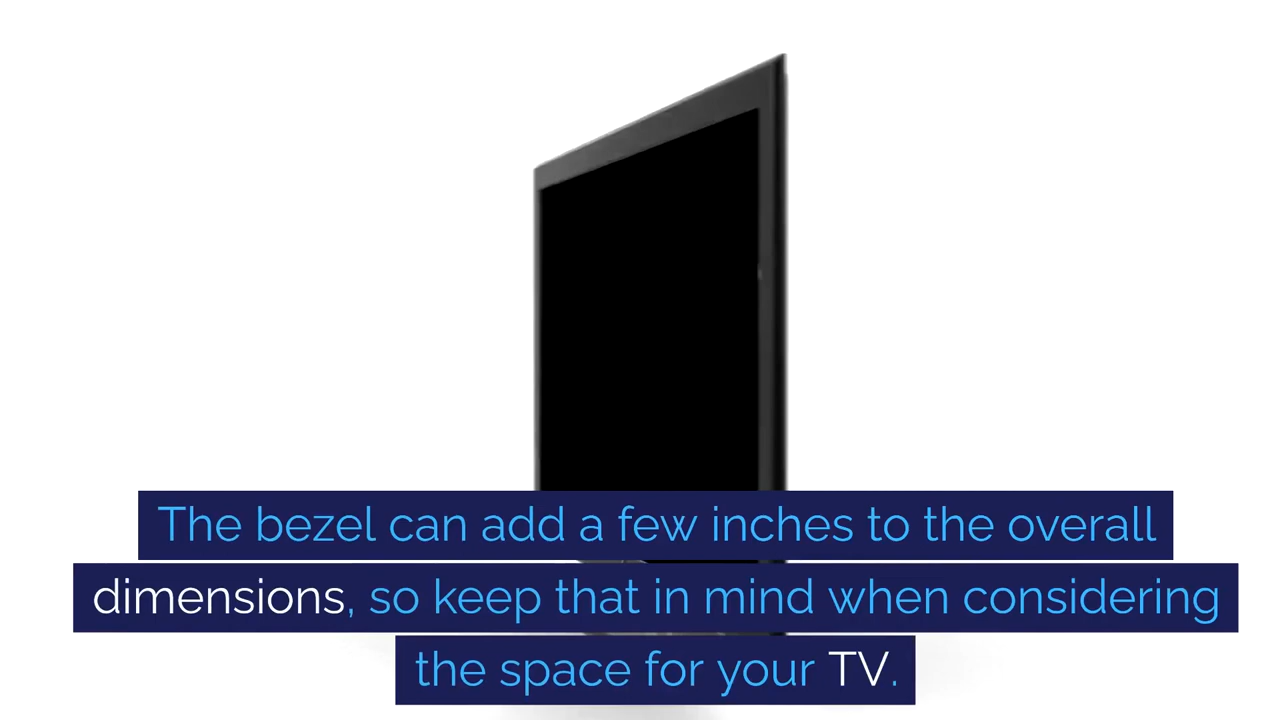 The bezel can add a few inches to the overall
dimensions, so keep that in mind when considering
the space for your TV.